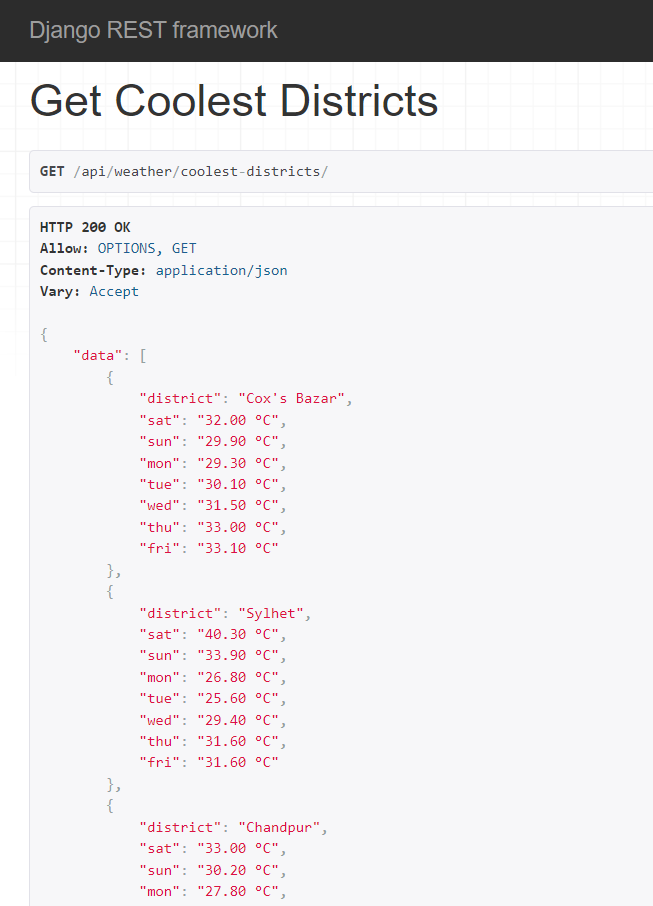 Django REST framework
Get Coolest Districts
GET /api/weather/coolest-districts/
HTTP 200 OK
Allow: OPTIONS, GET
Content-Type: application/json
Vary: Accept
{
    "data": [
        {
            "district": "Cox's Bazar",
            "sat": "32.00 °C",
            "sun": "29.90 °C",
            "mon": "29.30 °C",
            "tue": "30.10 °C",
            "wed": "31.50 °C",
            "thu": "33.00 °C",
            "fri": "33.10 °C"
        },
        {
            "district": "Sylhet",
            "sat": "40.30 °C",
            "sun": "33.90 °C",
            "mon": "26.80 °C",
            "tue": "25.60 °C",
            "wed": "29.40 °C",
            "thu": "31.60 °C",
            "fri": "31.60 °C"
        },
        {
            "district": "Chandpur",
            "sat": "33.00 °C",
            "sun": "30.20 °C",
            "mon": "27.80 °C",